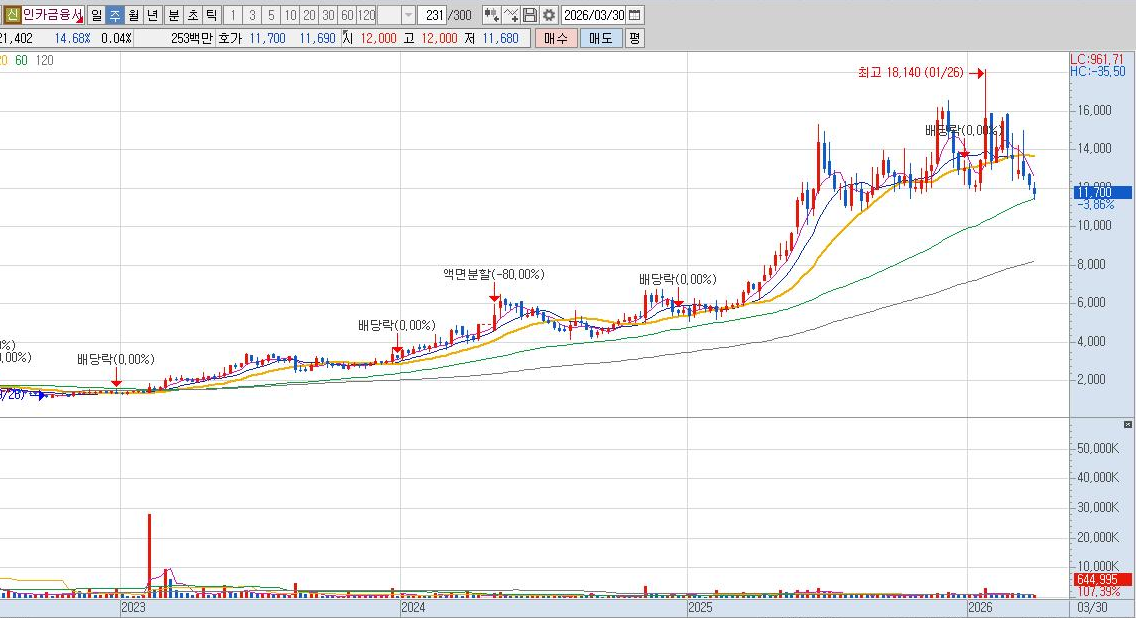 신 인카금융서 일 주 월 년 분 초 틱 1 3 5 10 20 30 60 120 231 /300 2026/03/30
21,402 14.68% 0.04% 253백만 호가 11,700 11,690 시 12,000 고 12,000 저 11,680 매수 매도 평
20 60 120
LC:961.71
최고 18,140 (01/26)
HC:-35.50
16,000
배당락(0.00%)
14,000
12,000
11,700
-3.86%
10,000
8,000
액면분할(-80.00%)
배당락(0.00%)
6,000
배당락(0.00%)
4,000
0%)
0.00%)
배당락(0.00%)
2,000
/26)
50,000K
40,000K
30,000K
20,000K
10,000K
644,995
107.39%
2023 2024 2025 2026 03/30